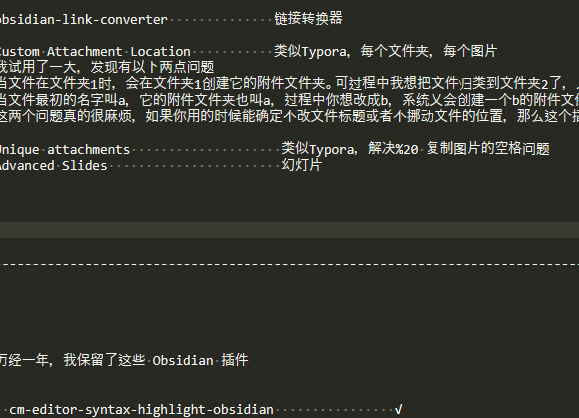 obsidian-link-converter 链接转换器
Custom Attachment Location 类似Typora，每个文件夹，每个图片
我试用了一大，发现有以下两点问题
当文件在文件夹1时，会在文件夹1创建它的附件文件夹。可过程中我想把文件归类到文件夹2了，
当文件最初的名字叫a，它的附件文件夹也叫a，过程中你想改成b，系统又会创建一个b的附件文件
这两个问题真的很麻烦，如果你用的时候能确定不改文件标题或者不挪动文件的位置，那么这个插
Unique attachments 类似Typora，解决%20 复制图片的空格问题
Advanced Slides 幻灯片
--------------------------------------------------------------------------------
历经一年，我保留了这些 Obsidian 插件
cm-editor-syntax-highlight-obsidian √